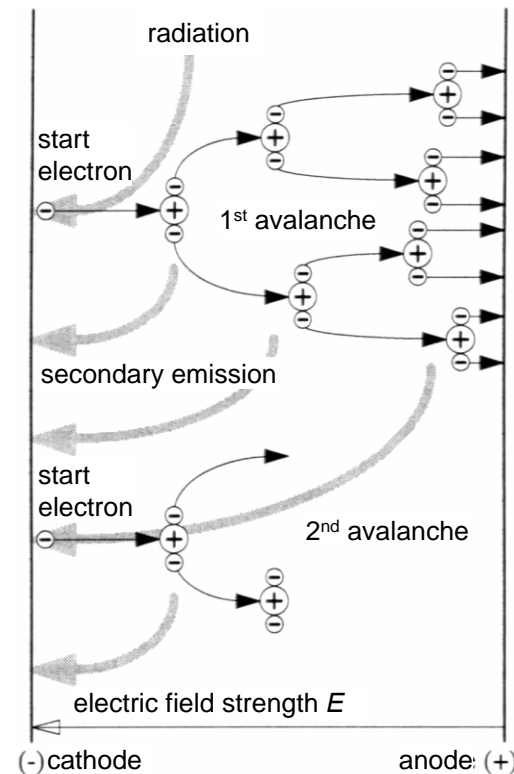 radiation
start
electron
1st avalanche
secondary emission
start
electron
2nd avalanche
electric field strength E
(-) cathode
anode (+)